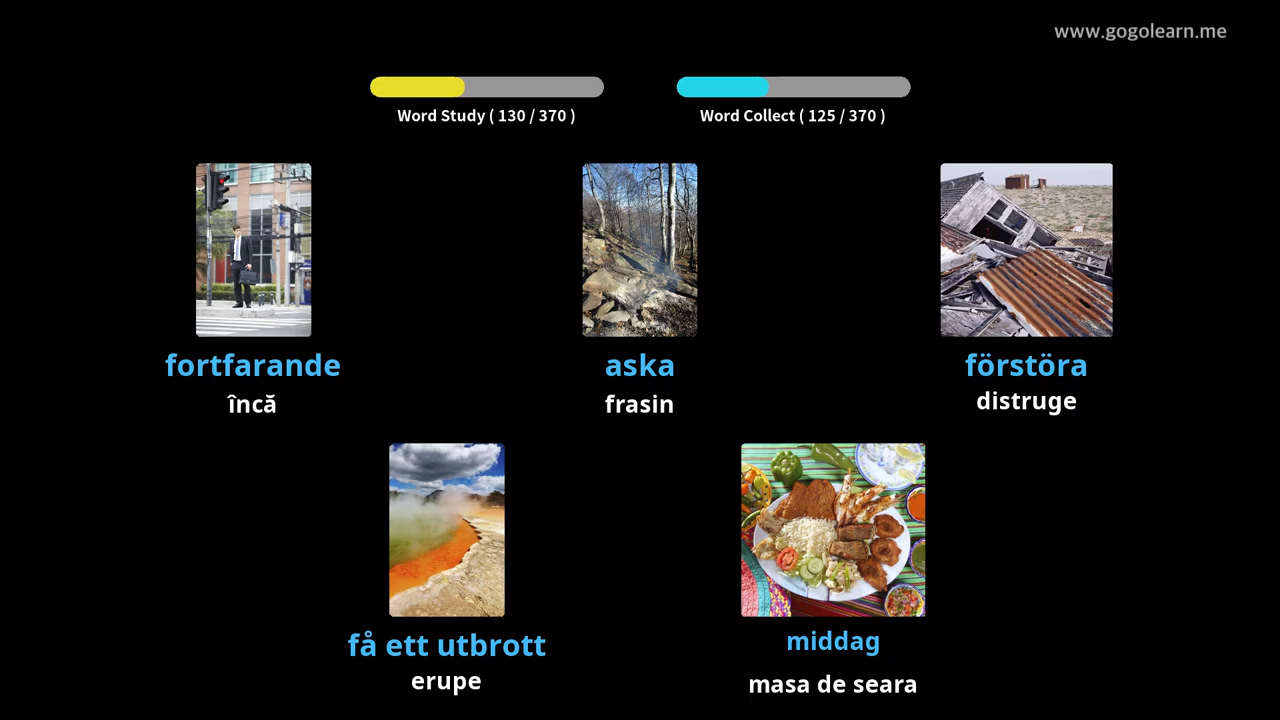 www.gogolearn.me
Word Study ( 130 / 370 )
Word Collect ( 125 / 370 )
fortfarande
încă
aska
frasin
förstöra
distruge
få ett utbrott
erupe
middag
masa de seara